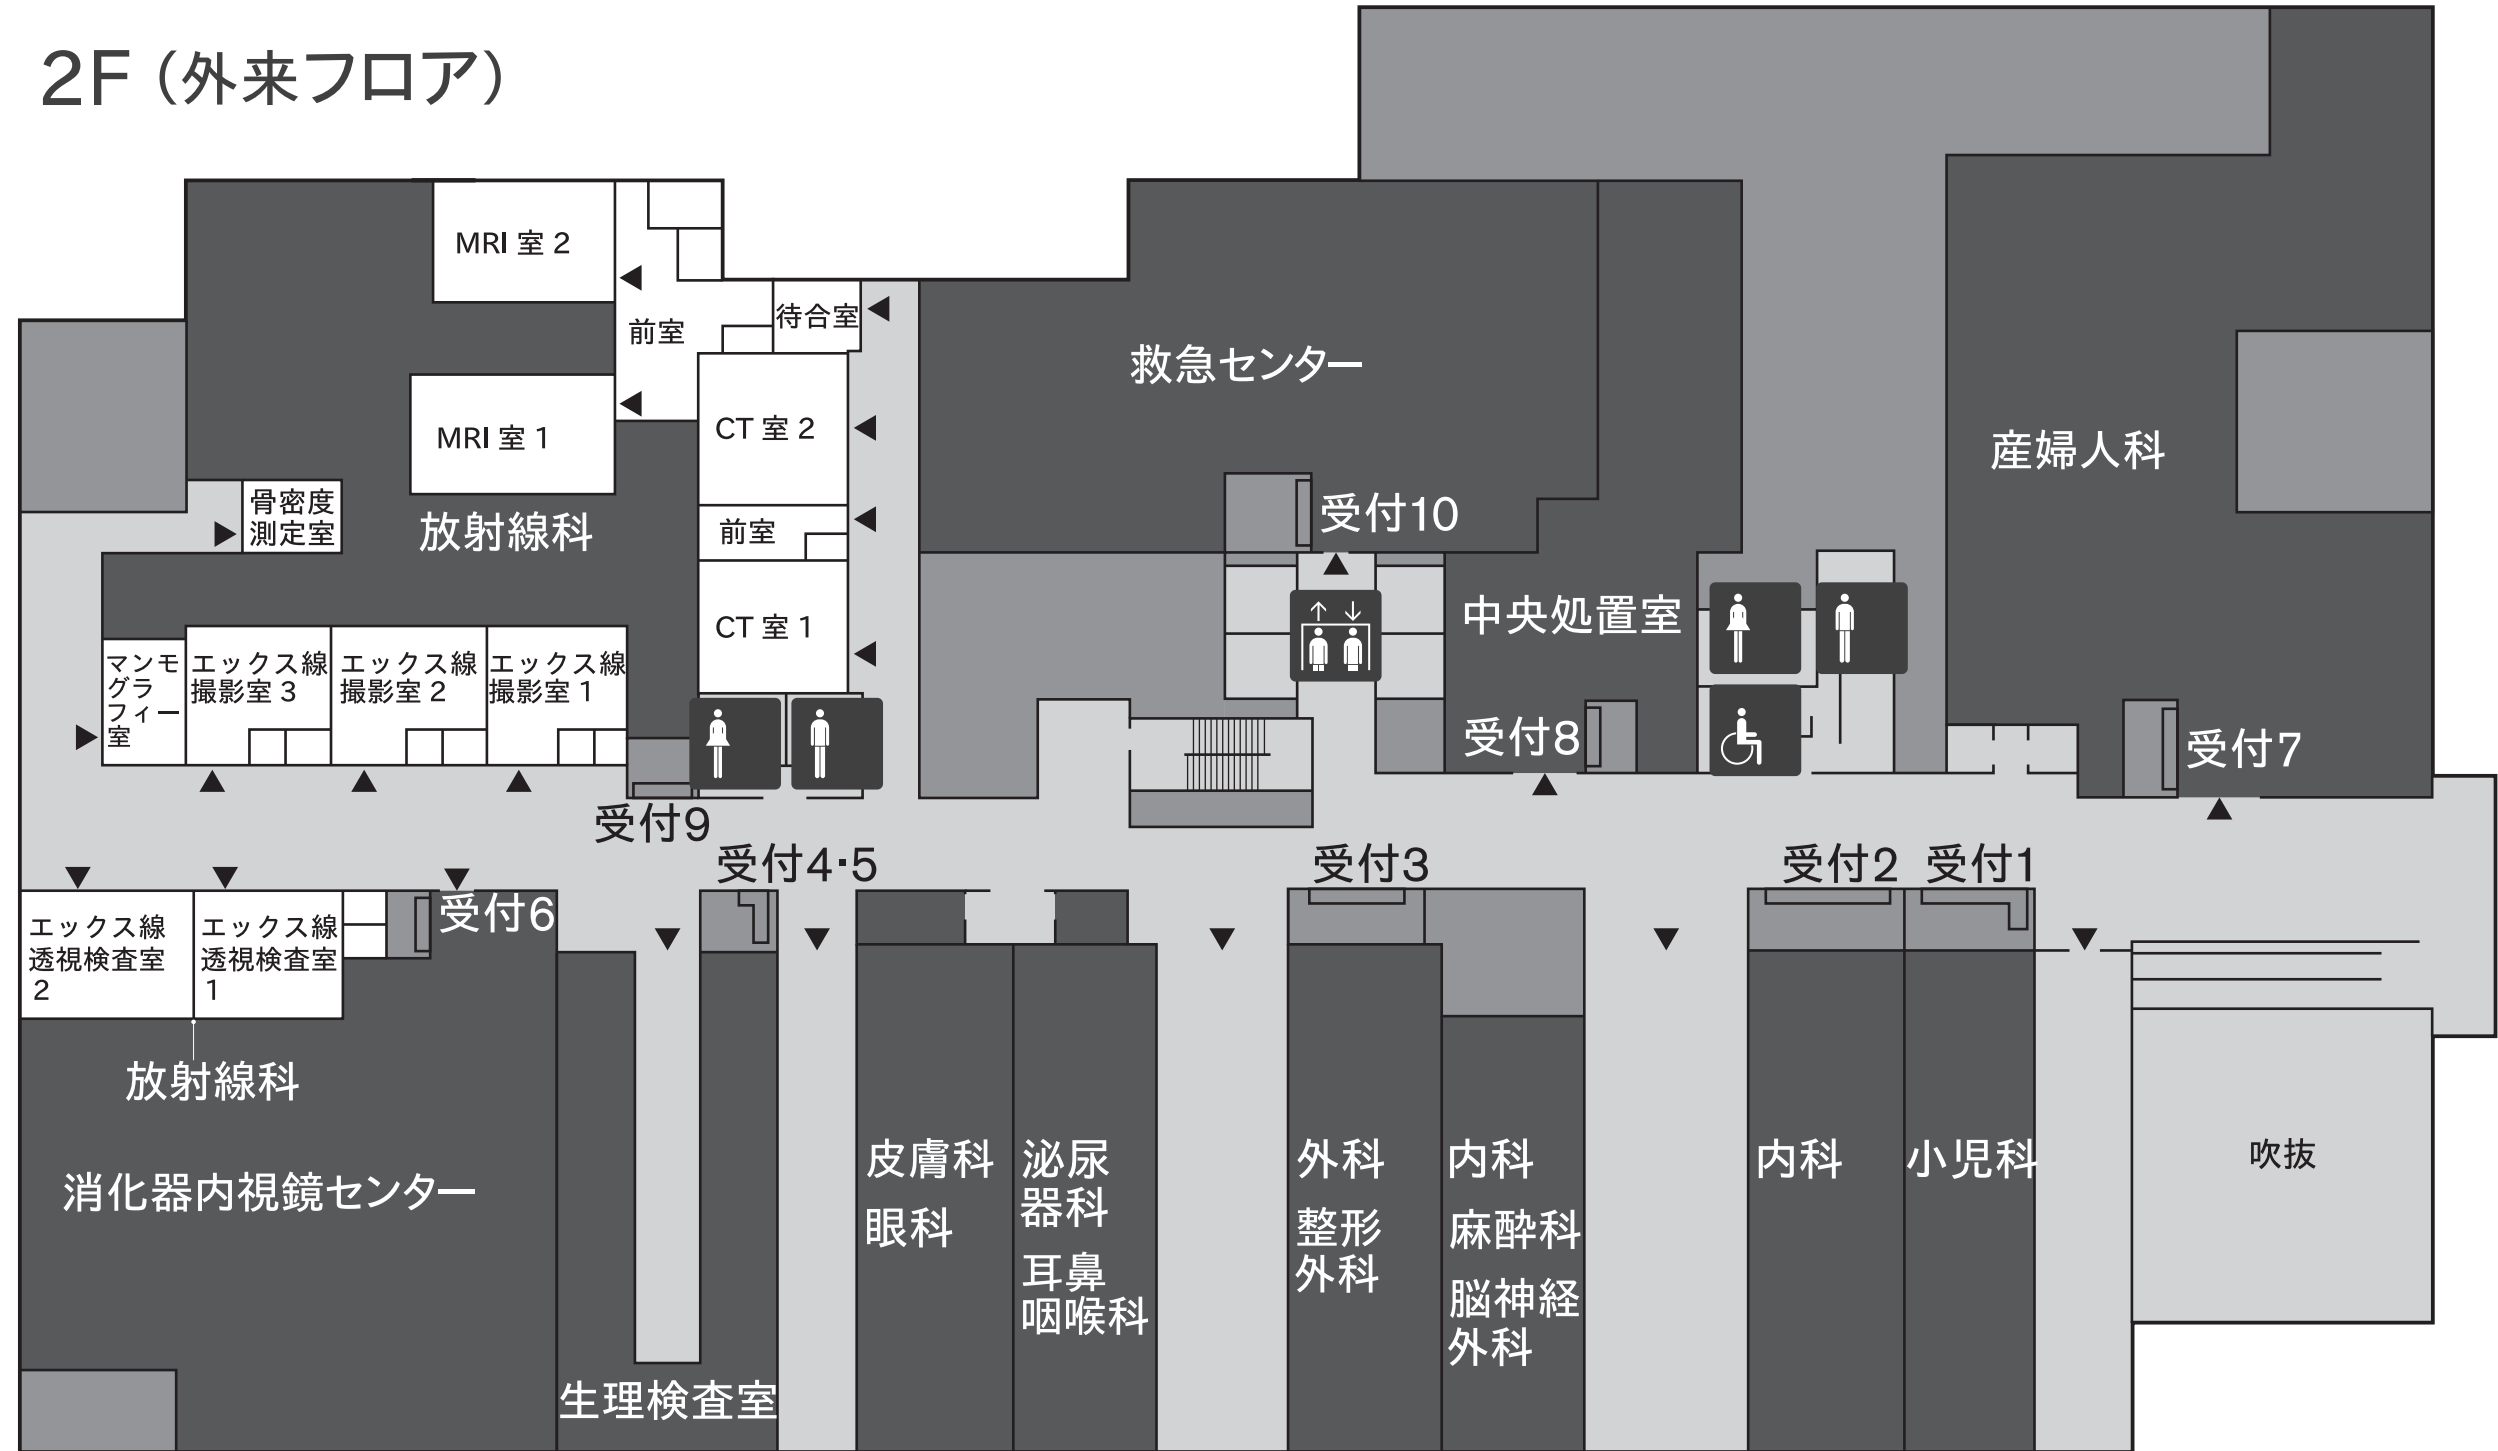 2F（外来フロア）
MRI 室 2
前室
待合室
救急センター
CT 室 2
MRI 室 1
産婦人科
骨密度
測定室
放射線科
前室
受付10
中央処置室
CT 室 1
マンモ
グラ
フィー
室
エックス線
撮影室 3
エックス線
撮影室 2
エックス線
撮影室 1
受付8
受付7
受付9
受付4・5
受付3
受付2
受付1
受付6
エックス線
透視検査室
2
エックス線
透視検査室
1
放射線科
消化器内視鏡センター
生理検査室
皮膚科
眼科
泌尿
器科
耳鼻
咽喉科
外科
整形
外科
内科
麻酔科
脳神経
外科
内科
小児科
吹抜